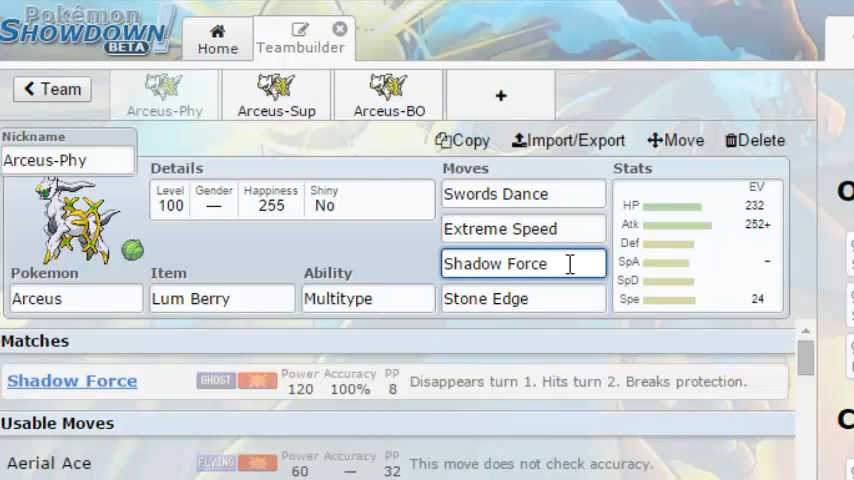 Pokémon
SHOWDOWN!
BETA
Home
Teambuilder
Team
Arceus-Phy
Arceus-Sup
Arceus-BO
+
Copy
Import/Export
Move
Delete
Nickname
Arceus-Phy
Details
Level
100
Gender
—
Happiness
255
Shiny
No
Pokemon
Arceus
Item
Lum Berry
Ability
Multitype
Moves
Swords Dance
Extreme Speed
Shadow Force
Stone Edge
Stats
EV
HP 232
Atk 252+
Def
SpA –
SpD
Spe 24
Matches
Shadow Force GHOST Power 120 Accuracy 100% PP 8 Disappears turn 1. Hits turn 2. Breaks protection.
Usable Moves
Aerial Ace FLYING Power 60 Accuracy — PP 32 This move does not check accuracy.